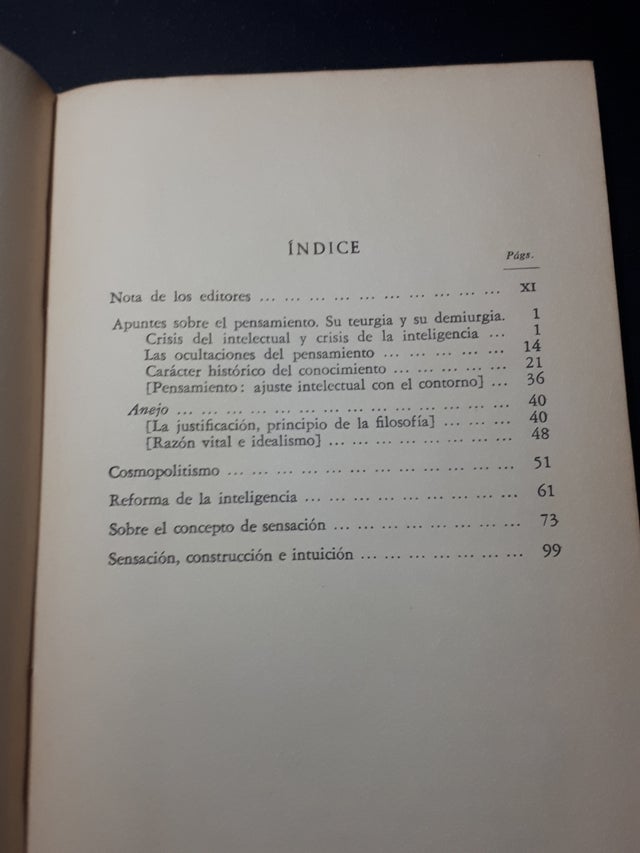 ÍNDICE
Págs.
Nota de los editores ... ... ... ... ... ... ... ... ... ... XI
Apuntes sobre el pensamiento. Su teurgia y su demiurgia. 1
Crisis del intelectual y crisis de la inteligencia ... 1
Las ocultaciones del pensamiento ... ... ... ... ... 14
Carácter histórico del conocimiento ... ... ... ... ... 21
[Pensamiento: ajuste intelectual con el contorno] ... 36
Anejo ... ... ... ... ... ... ... ... ... ... ... ... ... 40
[La justificación, principio de la filosofía] ... ... ... 40
[Razón vital e idealismo] ... ... ... ... ... ... ... ... 48
Cosmopolitismo ... ... ... ... ... ... ... ... ... ... ... ... 51
Reforma de la inteligencia ... ... ... ... ... ... ... ... ... 61
Sobre el concepto de sensación ... ... ... ... ... ... ... ... 73
Sensación, construcción e intuición ... ... ... ... ... ... ... 99